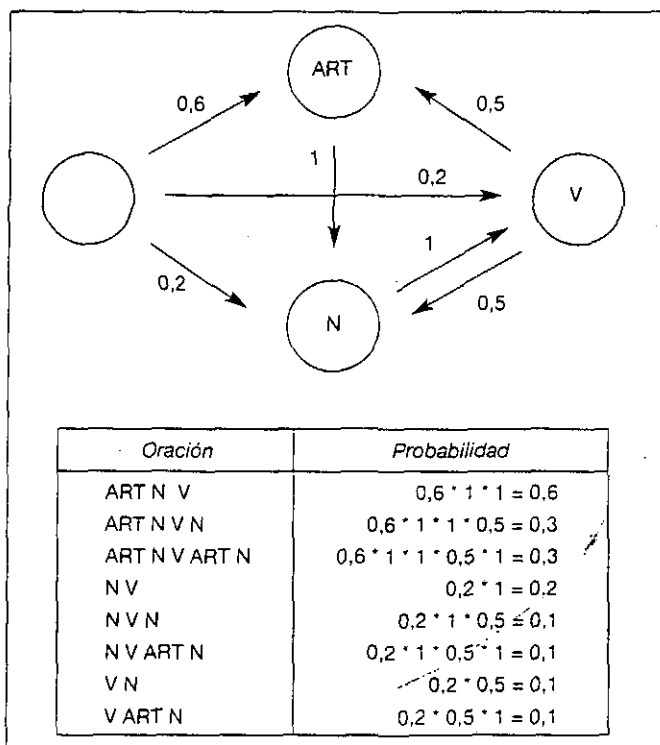 ART
0,6
0,5
1
0,2
V
1
0,2
0,5
N
Oración Probabilidad
ART N V 0,6 * 1 * 1 = 0,6
ART N V N 0,6 * 1 * 1 * 0,5 = 0,3
ART N V ART N 0,6 * 1 * 1 * 0,5 * 1 = 0,3
N V 0,2 * 1 = 0,2
N V N 0,2 * 1 * 0,5 = 0,1
N V ART N 0,2 * 1 * 0,5 * 1 = 0,1
V N 0,2 * 0,5 = 0,1
V ART N 0,2 * 0,5 * 1 = 0,1